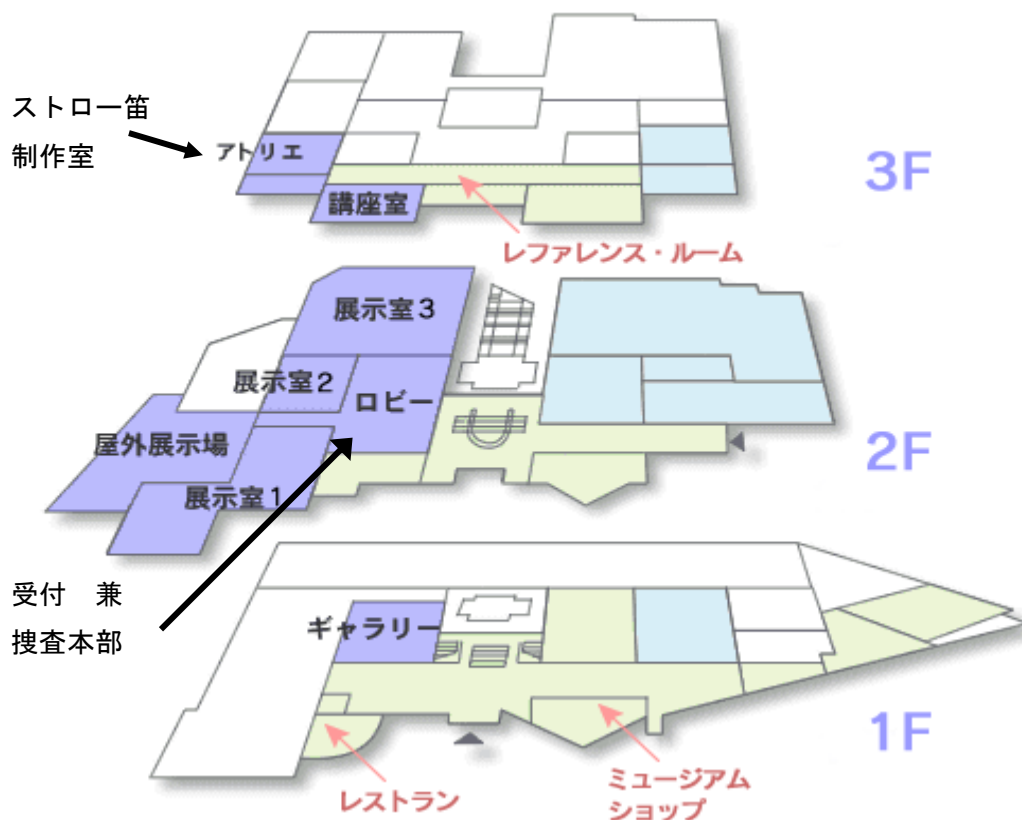 ストロー笛
制作室
アトリエ
講座室
レファレンス・ルーム
3F
展示室3
展示室2
ロビー
屋外展示場
展示室1
2F
受付　兼
捜査本部
ギャラリー
1F
レストラン
ミュージアム
ショップ